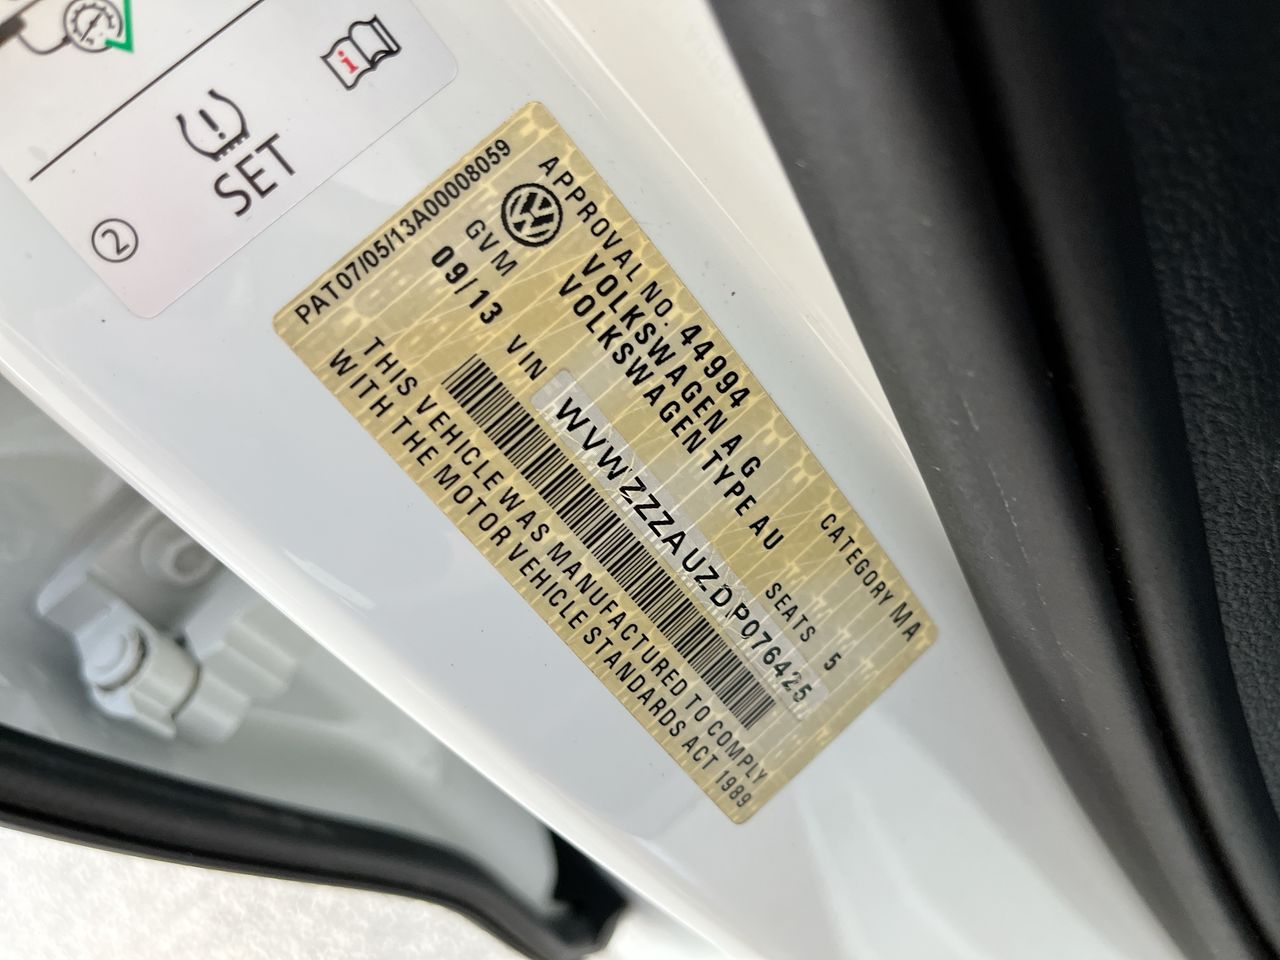 SET
i
2
PAT07/05/13A00008059
APPROVAL NO. 44994
CATEGORY MA
VOLKSWAGEN A G
VOLKSWAGEN TYPE AU
GVM
SEATS 5
09/13
VIN WVWZZZAUZDP076425
THIS VEHICLE WAS MANUFACTURED TO COMPLY
WITH THE MOTOR VEHICLE STANDARDS ACT 1989